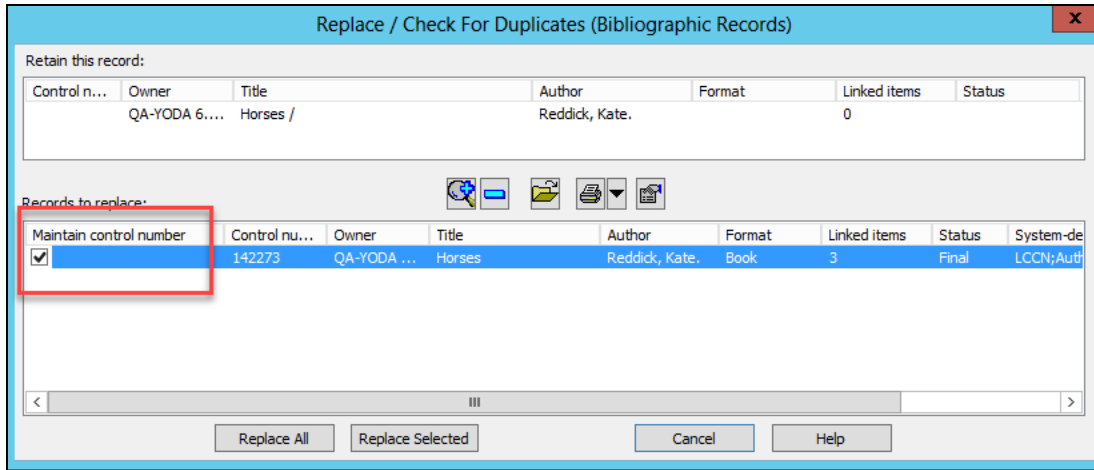 Replace / Check For Duplicates (Bibliographic Records)
x
Retain this record:
Control n... Owner Title Author Format Linked items Status
QA-YODA 6.... Horses / Reddick, Kate. 0
Records to replace:
Maintain control number Control nu... Owner Title Author Format Linked items Status System-de
142273 QA-YODA ... Horses Reddick, Kate. Book 3 Final LCCN;Auth
Replace All Replace Selected Cancel Help